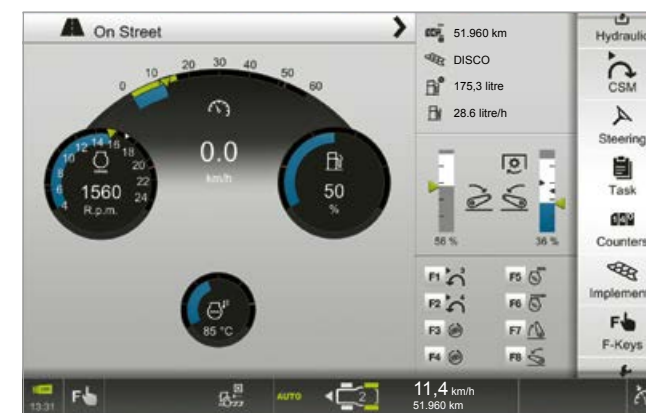 On Street
0 10 20 30 40 50 60
0.0
km/h
4 6 8 10 12 14 16 18 20 22 24
1560
R.p.m.
50
%
85 °C
51.960 km
DISCO
175,3 litre
28.6 litre/h
56 %
36 %
F1 3
F5
F2 4
F6
F3
F7
F4
F8
Hydraulic
CSM
Steering
Task
Counters
Implemen
F-Keys
13:31
F
AUTO
2
11,4 km/h
51.960 km